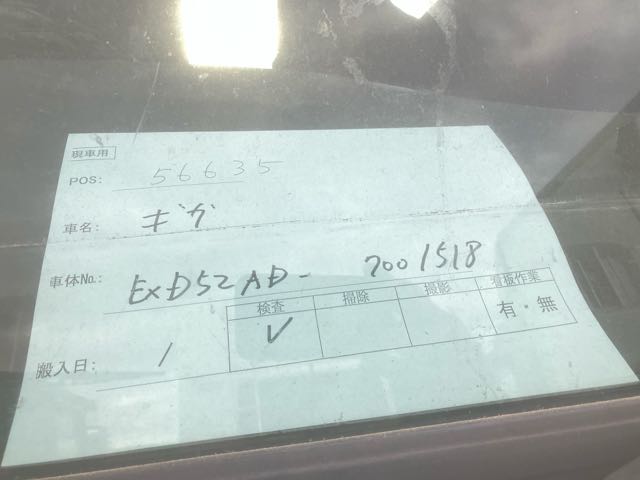 現車用
POS: 56635
車名: ギガ
車体No.: EXD52AD-7001518
検査 掃除 撮影 看板作業
搬入日: / ✓ 有・無